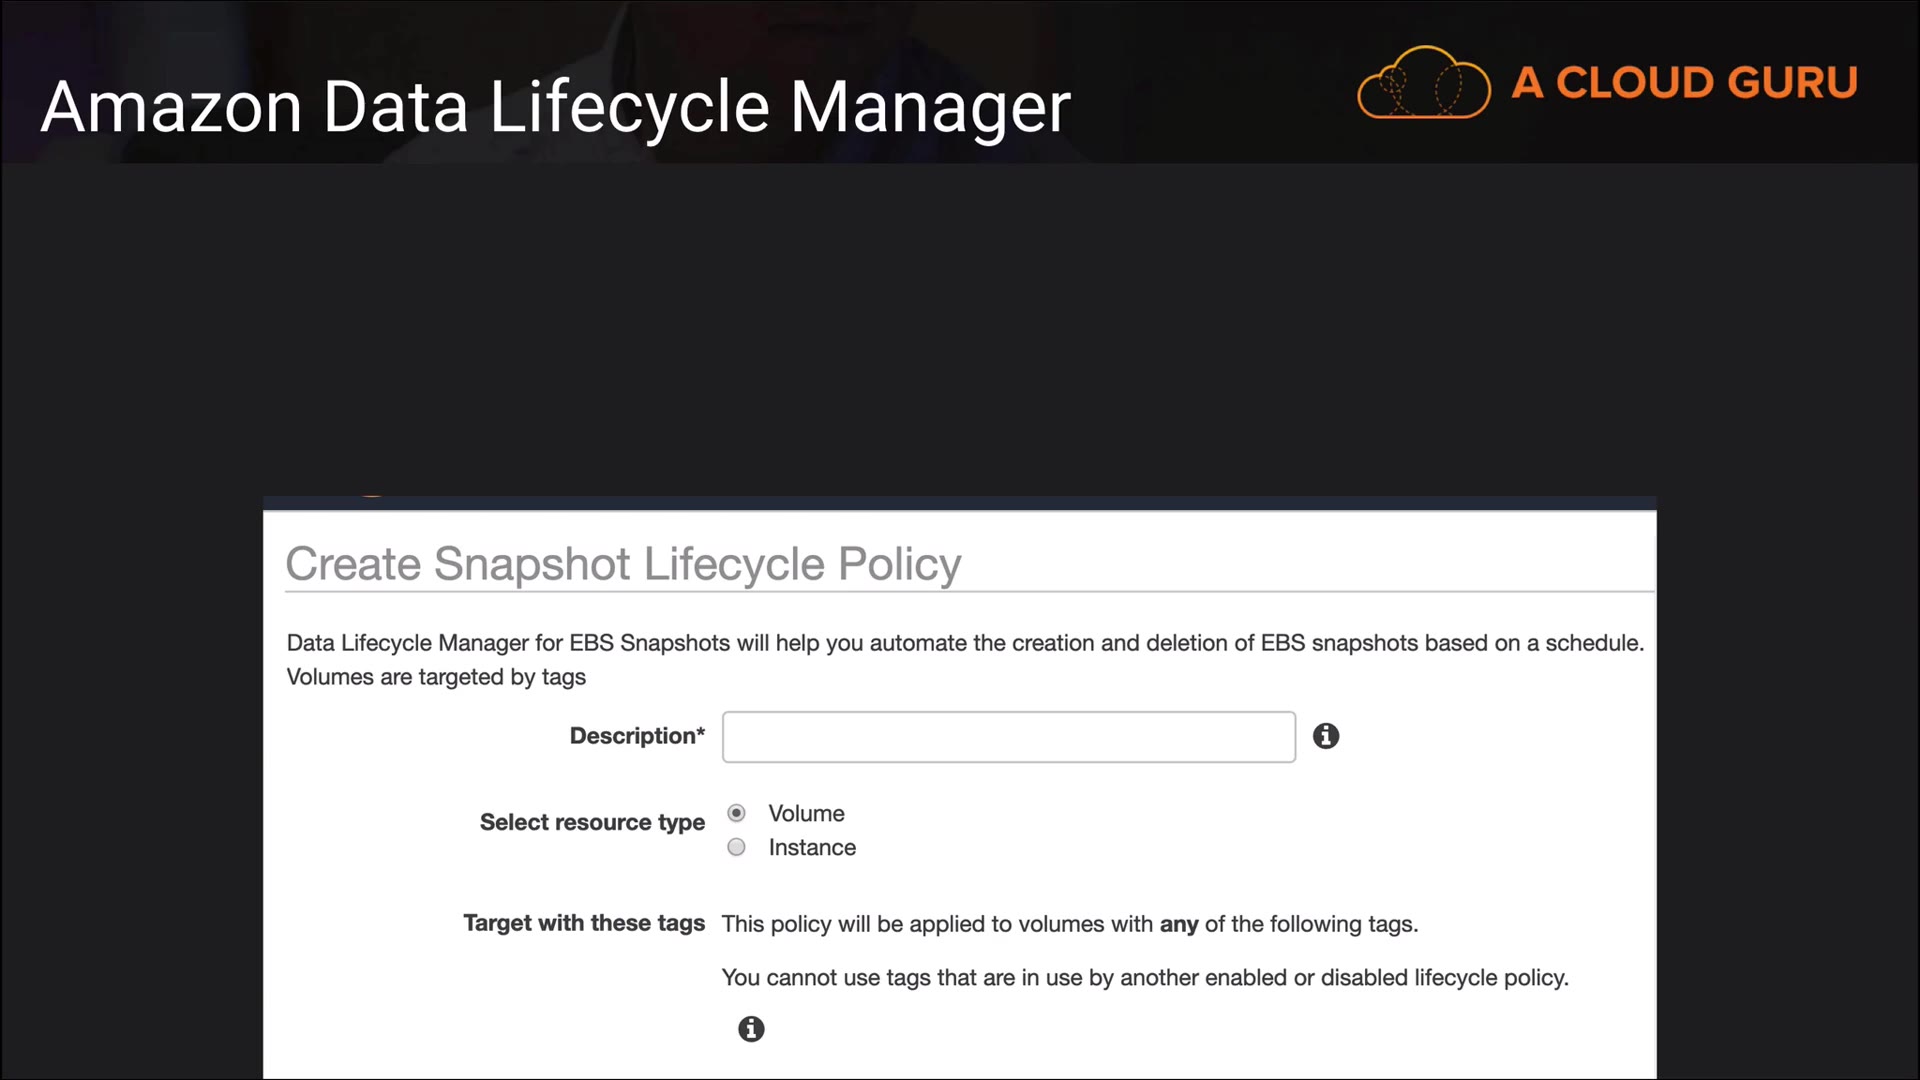 Amazon Data Lifecycle Manager
A CLOUD GURU
Create Snapshot Lifecycle Policy
Data Lifecycle Manager for EBS Snapshots will help you automate the creation and deletion of EBS snapshots based on a schedule.
Volumes are targeted by tags
Description*
Select resource type
Volume
Instance
Target with these tags
This policy will be applied to volumes with any of the following tags.
You cannot use tags that are in use by another enabled or disabled lifecycle policy.